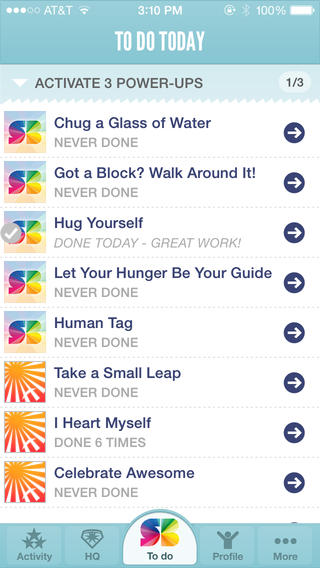 AT&T 3:10 PM 100%
TO DO TODAY
ACTIVATE 3 POWER-UPS 1/3
Chug a Glass of Water
NEVER DONE
Got a Block? Walk Around It!
NEVER DONE
Hug Yourself
DONE TODAY - GREAT WORK!
Let Your Hunger Be Your Guide
NEVER DONE
Human Tag
NEVER DONE
Take a Small Leap
NEVER DONE
I Heart Myself
DONE 6 TIMES
Celebrate Awesome
NEVER DONE
Activity HQ To do Profile More